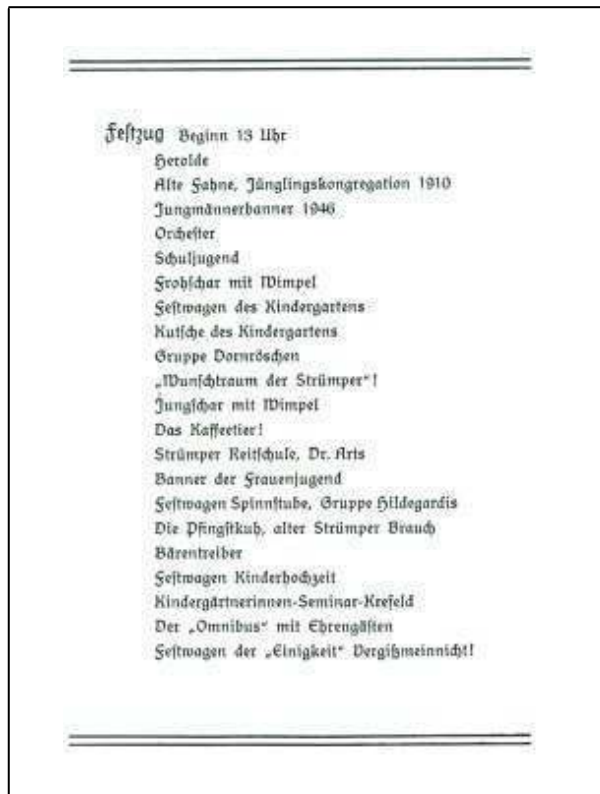 Festzug Beginn 13 Uhr
Herolde
Alte Fahne, Jünglingskongregation 1910
Jungmännerbanner 1946
Orchester
Schuljugend
Frohschar mit Wimpel
Festwagen des Kindergartens
Kutsche des Kindergartens
Gruppe Dornröschen
„Wunschtraum der Strümper“!
Jungschar mit Wimpel
Das Kaffeetier!
Strümper Reitschule, Dr. Arts
Banner der Frauenjugend
Festwagen Spinnstube, Gruppe Hildegardis
Die Pfingstkuh, alter Strümper Brauch
Bärentreiber
Festwagen Kinderhochzeit
Kindergärtnerinnen-Seminar-Krefeld
Der „Omnibus“ mit Ehrengästen
Festwagen der „Einigkeit“ Vergißmeinnicht!